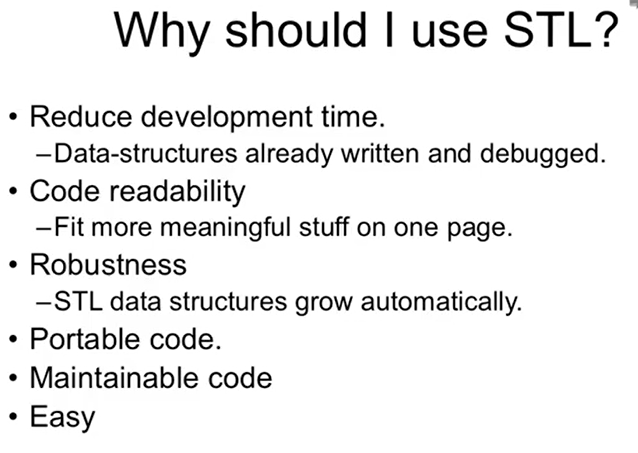 Why should I use STL?
• Reduce development time.
–Data-structures already written and debugged.
• Code readability
–Fit more meaningful stuff on one page.
• Robustness
–STL data structures grow automatically.
• Portable code.
• Maintainable code
• Easy